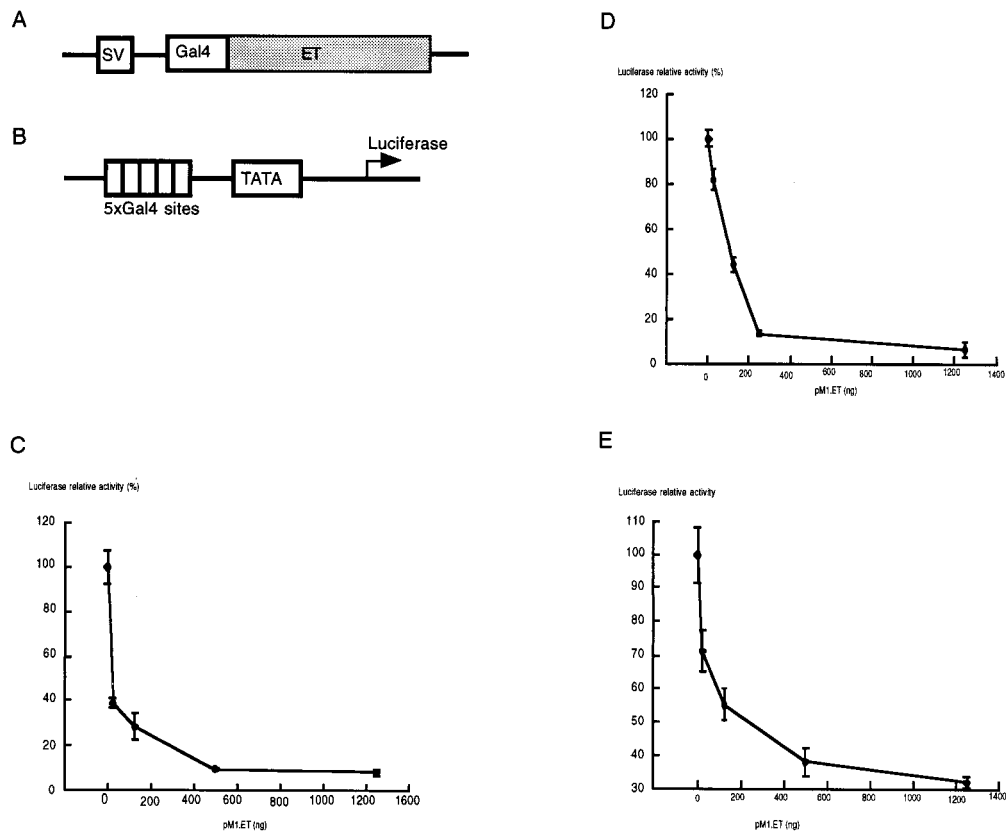 A
SV
Gal4
ET
B
Luciferase
TATA
5xGal4 sites
C
Luciferase relative activity (%)
120
100
80
60
40
20
0
0 200 400 600 800 1000 1200 1400 1600
pM1.ET (ng)
D
Luciferase relative activity (%)
120
100
80
60
40
20
0
0 200 400 600 800 1000 1200 1400
pM1.ET (ng)
E
Luciferase relative activity
110
100
90
80
70
60
50
40
30
0 200 400 600 800 1000 1200 1400
pM1.ET (ng)